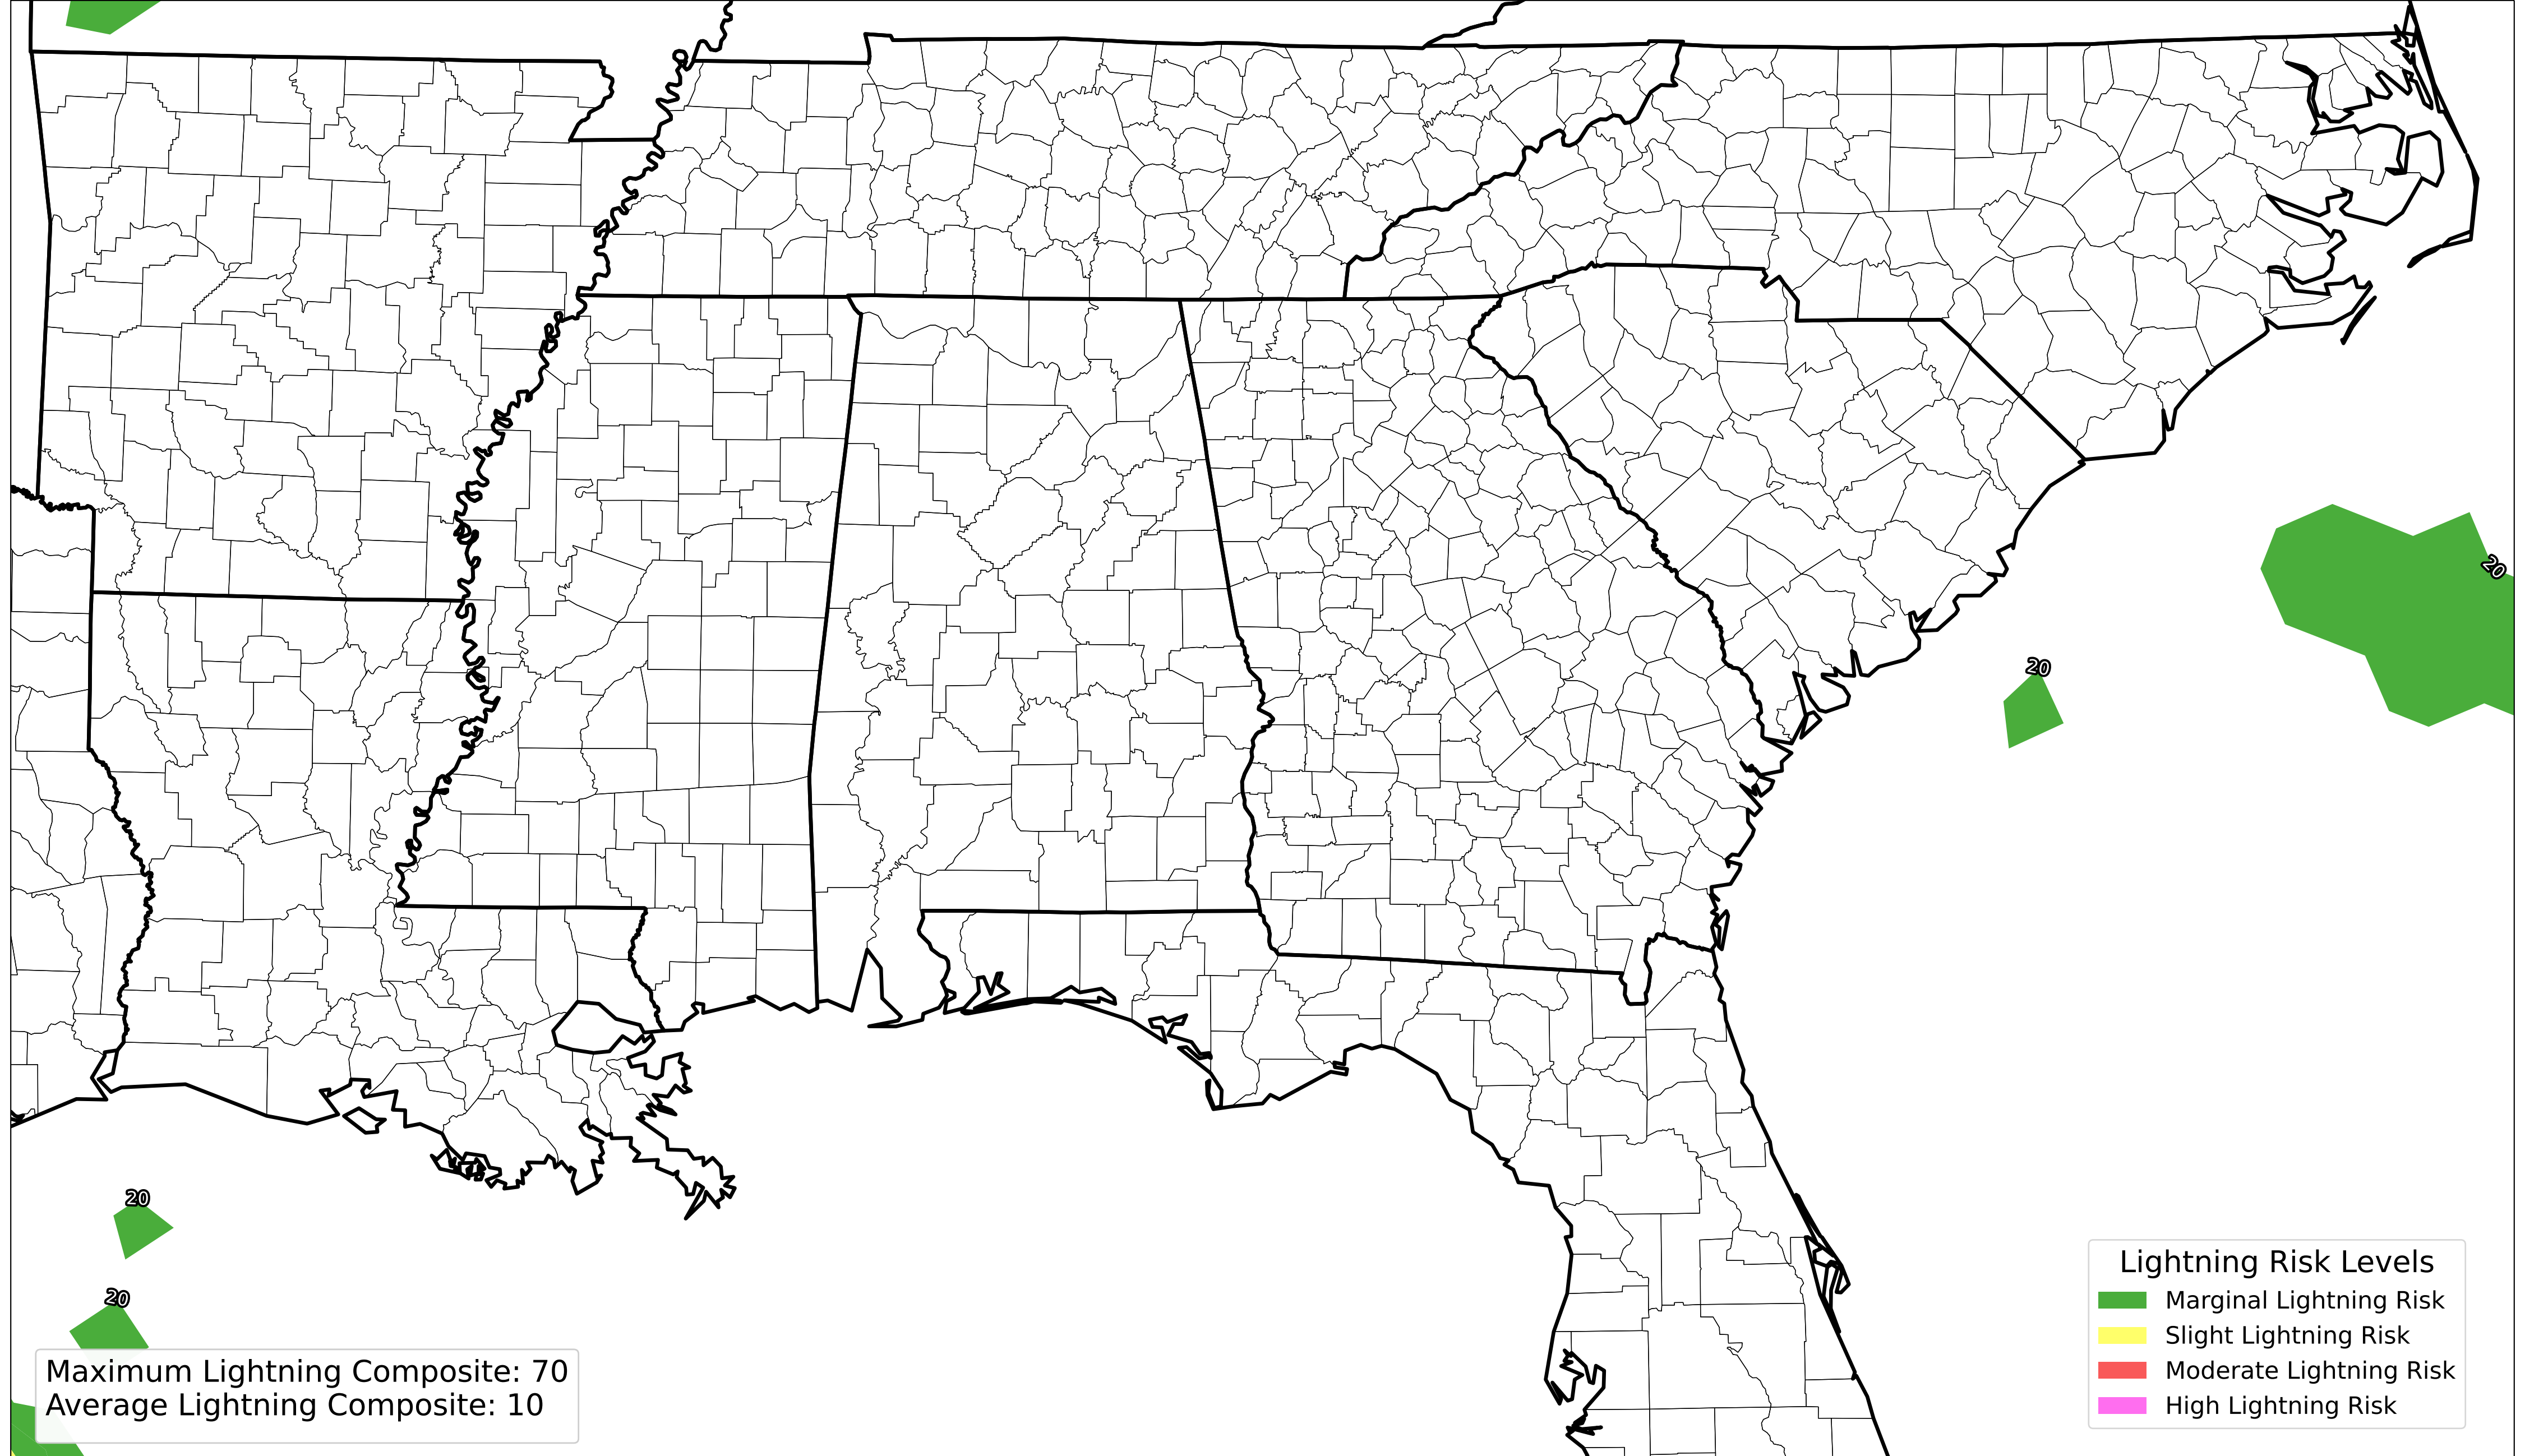 20
20
20
20
Maximum Lightning Composite: 70
Average Lightning Composite: 10
Lightning Risk Levels
Marginal Lightning Risk
Slight Lightning Risk
Moderate Lightning Risk
High Lightning Risk